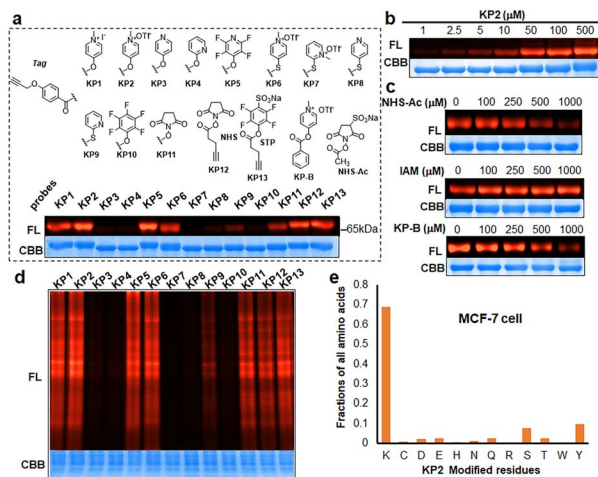 a
Tag
KP1 KP2 KP3 KP4 KP5 KP6 KP7 KP8
KP9 KP10 KP11 KP12 NHS KP13 STP KP-B NHS-Ac
probes KP1 KP2 KP3 KP4 KP5 KP6 KP7 KP8 KP9 KP10 KP11 KP12 KP13
FL
–65kDa
CBB
b
KP2 (μM)
1 2.5 5 10 50 100 500
FL
CBB
c
NHS-Ac (μM) 0 100 250 500 1000
FL
CBB
IAM (μM) 0 100 250 500 1000
FL
CBB
KP-B (μM) 0 100 250 500 1000
FL
CBB
d
KP1 KP2 KP3 KP4 KP5 KP6 KP7 KP8 KP9 KP10 KP11 KP12 KP13
FL
CBB
e
Fractions of all amino acids
0.8
0.7
0.6
0.5
0.4
0.3
0.2
0.1
0.0
MCF-7 cell
K C D E H N Q R S T W Y
KP2 Modified residues